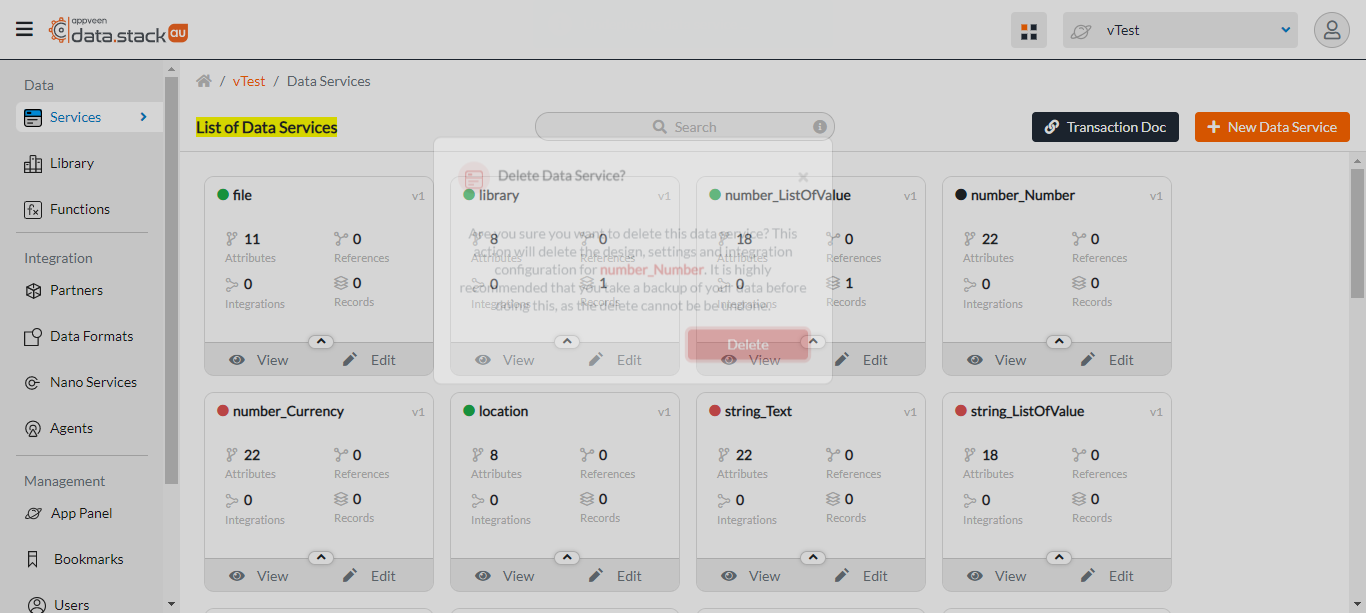 appveen
data.stack au
vTest
Data
Services
Library
Functions
Integration
Partners
Data Formats
Nano Services
Agents
Management
App Panel
Bookmarks
Users
/ vTest / Data Services
List of Data Services
Search
Transaction Doc
New Data Service
Delete Data Service?
Are you sure you want to delete this data service? This
action will delete the design, settings and integration
configuration for number_Number. It is highly
recommended that you take a backup of your data before
doing this, as the delete cannot be be undone.
Delete
file v1
11 0
Attributes References
0 0
Integrations Records
View Edit
library v1
8 0
Attributes References
0 1
Integrations Records
View Edit
number_ListOfValue v1
18 0
Attributes References
0 1
Integrations Records
View Edit
number_Number v1
22 0
Attributes References
0 0
Integrations Records
View Edit
number_Currency v1
22 0
Attributes References
0 0
Integrations Records
View Edit
location v1
8 0
Attributes References
0 0
Integrations Records
View Edit
string_Text v1
22 0
Attributes References
0 0
Integrations Records
View Edit
string_ListOfValue v1
18 0
Attributes References
0 0
Integrations Records
View Edit